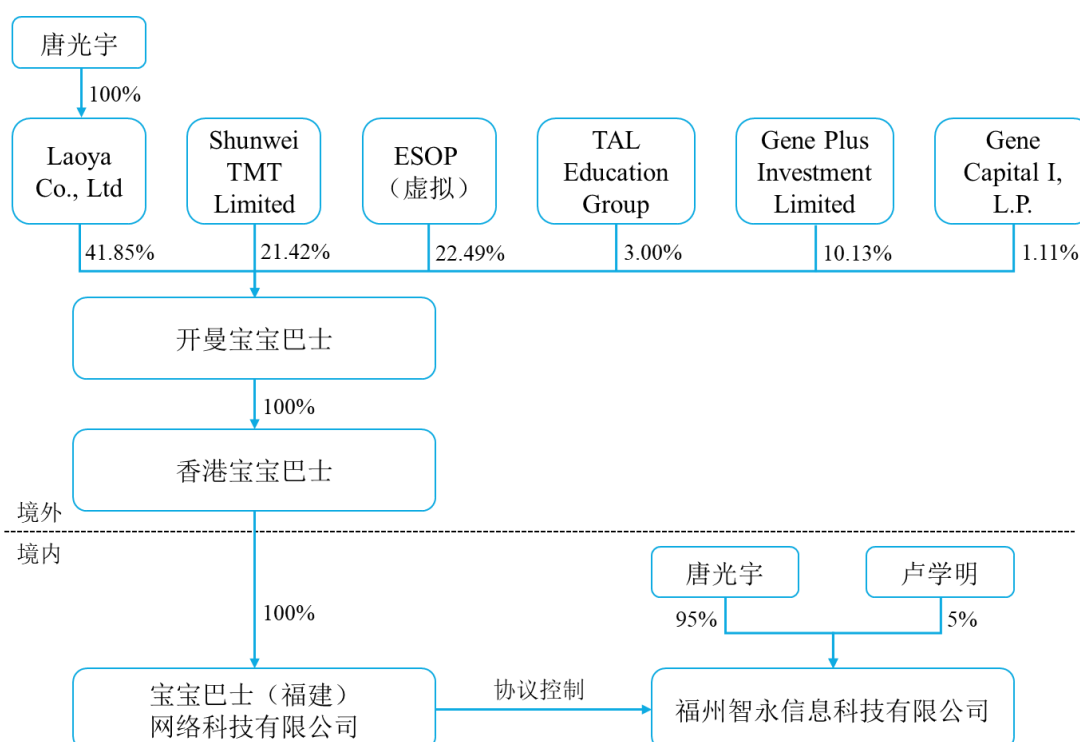 唐光宇
100%
Laoya
Co., Ltd
Shunwei
TMT
Limited
ESOP
（虚拟）
TAL
Education
Group
Gene Plus
Investment
Limited
Gene
Capital I,
L.P.
41.85%
21.42%
22.49%
3.00%
10.13%
1.11%
开曼宝宝巴士
100%
香港宝宝巴士
境外
境内
唐光宇
卢学明
100%
95%
5%
宝宝巴士（福建）
网络科技有限公司
协议控制
福州智永信息科技有限公司